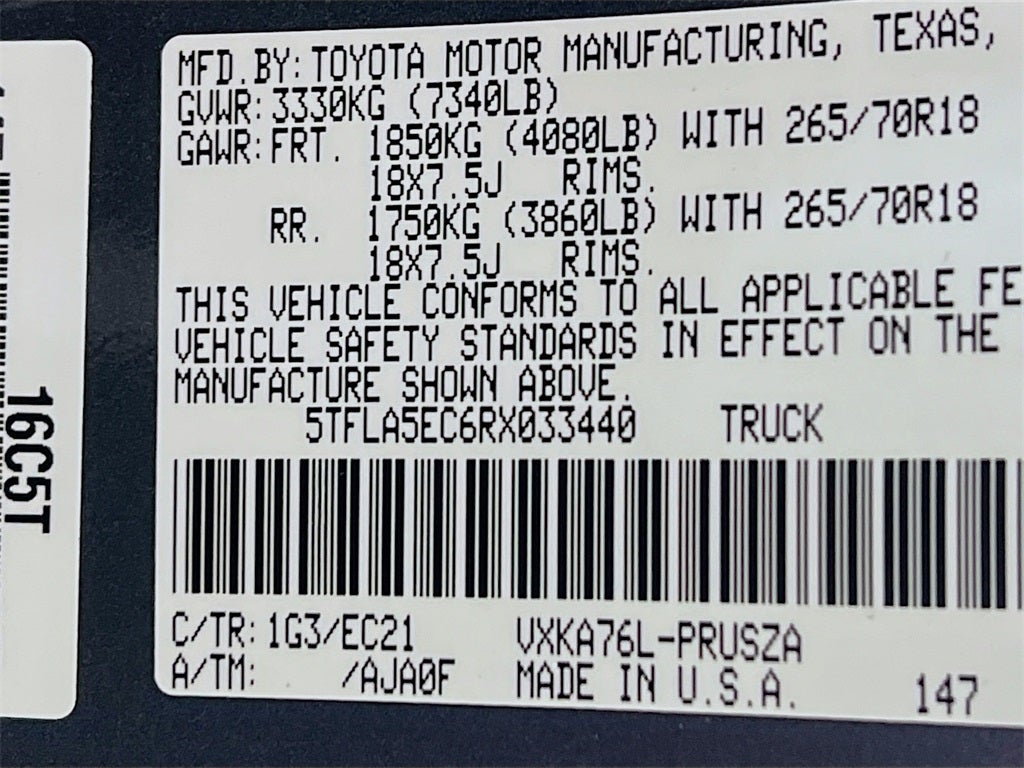 MFD.BY: TOYOTA MOTOR MANUFACTURING, TEXAS,
GVWR: 3330KG (7340LB)
GAWR: FRT. 1850KG (4080LB) WITH 265/70R18
18X7.5J RIMS.
RR. 1750KG (3860LB) WITH 265/70R18
18X7.5J RIMS.
THIS VEHICLE CONFORMS TO ALL APPLICABLE FE
VEHICLE SAFETY STANDARDS IN EFFECT ON THE
MANUFACTURE SHOWN ABOVE.
5TFLA5EC6RX033440 TRUCK
C/TR: 1G3/EC21 VXKA76L-PRUSZA
A/TM: /AJA0F MADE IN U.S.A. 147
16C5T